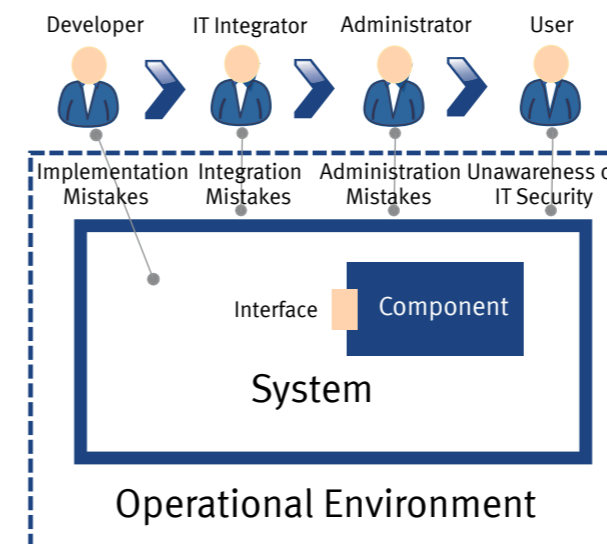 Developer
IT Integrator
Administrator
User
Implementation
Mistakes
Integration
Mistakes
Administration
Mistakes
Unawareness
IT Security
Interface
Component
System
Operational Environment